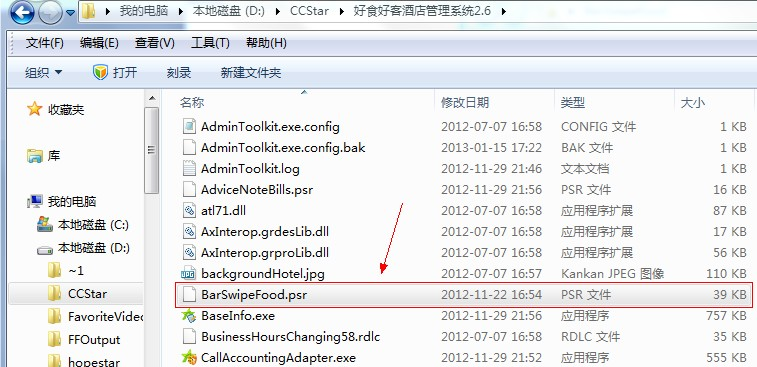 我的电脑 ▸ 本地磁盘 (D:) ▸ CCStar ▸ 好食好客酒店管理系统2.6 ▸
文件(F) 编辑(E) 查看(V) 工具(T) 帮助(H)
组织 打开 刻录 新建文件夹
收藏夹
库
我的电脑
本地磁盘 (C:)
本地磁盘 (D:)
~1
CCStar
FavoriteVideo
FFOutput
hopestar
名称 修改日期 类型 大小
AdminToolkit.exe.config 2012-07-07 16:58 CONFIG 文件 1 KB
AdminToolkit.exe.config.bak 2013-01-15 17:22 BAK 文件 1 KB
AdminToolkit.log 2012-11-29 21:46 文本文档 1 KB
AdviceNoteBills.psr 2012-11-29 21:56 PSR 文件 16 KB
atl71.dll 2012-07-07 16:58 应用程序扩展 87 KB
AxInterop.grdesLib.dll 2012-07-07 16:58 应用程序扩展 17 KB
AxInterop.grproLib.dll 2012-07-07 16:58 应用程序扩展 56 KB
backgroundHotel.jpg 2012-07-07 16:57 Kankan JPEG 图像 110 KB
BarSwipeFood.psr 2012-11-22 16:54 PSR 文件 39 KB
BaseInfo.exe 2012-11-29 21:56 应用程序 757 KB
BusinessHoursChanging58.rdlc 2012-07-07 16:58 RDLC 文件 35 KB
CallAccountingAdapter.exe 2012-11-29 21:52 应用程序 555 KB